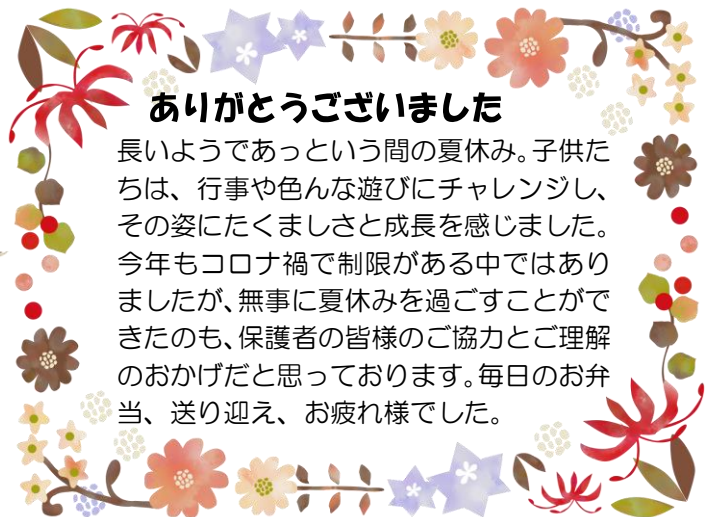 ありがとうございました
長いようであっという間の夏休み。子供た
ちは、行事や色んな遊びにチャレンジし、
その姿にたくましさと成長を感じました。
今年もコロナ禍で制限がある中ではあり
ましたが、無事に夏休みを過ごすことがで
きたのも、保護者の皆様のご協力とご理解
のおかげだと思っております。毎日のお弁
当、送り迎え、お疲れ様でした。